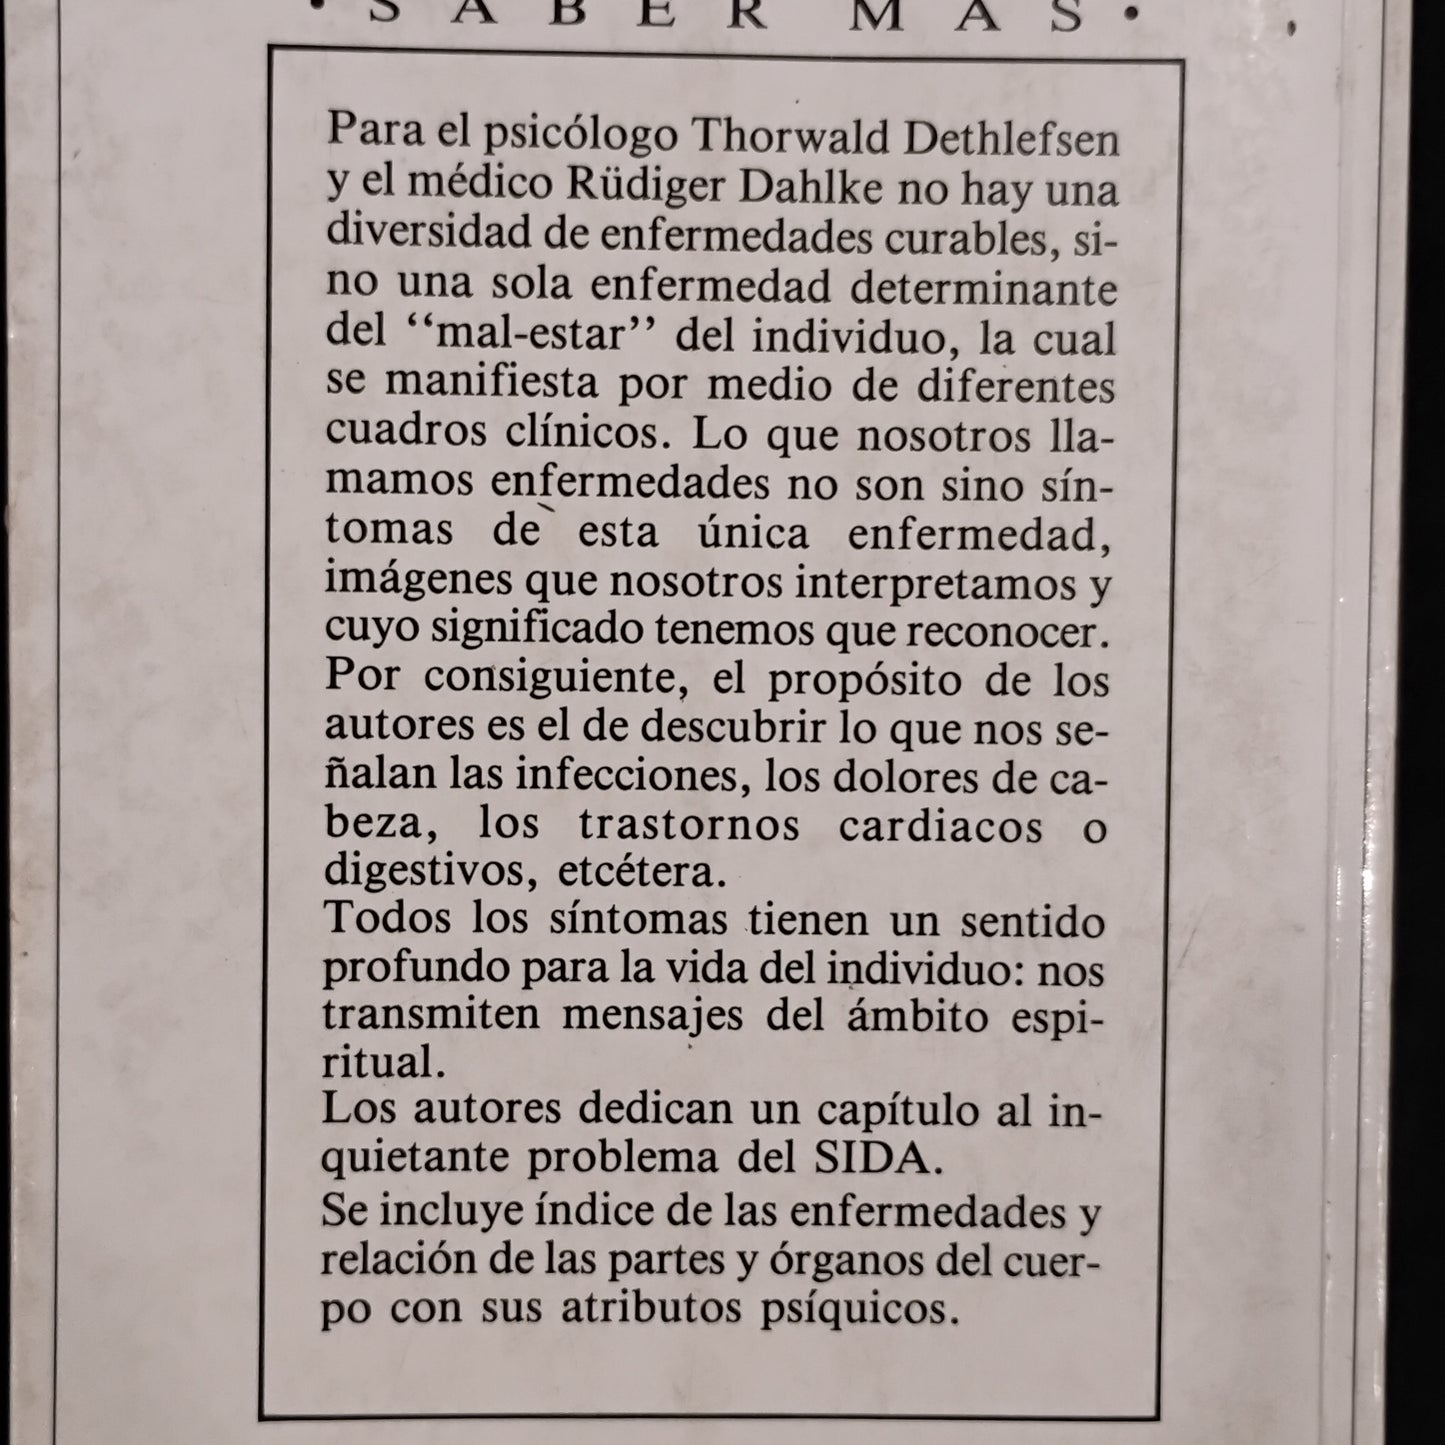 · S A B E R M A S ·
Para el psicólogo Thorwald Dethlefsen
y el médico Rüdiger Dahlke no hay una
diversidad de enfermedades curables, si-
no una sola enfermedad determinante
del ‘‘mal-estar’’ del individuo, la cual
se manifiesta por medio de diferentes
cuadros clínicos. Lo que nosotros lla-
mamos enfermedades no son sino sín-
tomas de esta única enfermedad,
imágenes que nosotros interpretamos y
cuyo significado tenemos que reconocer.
Por consiguiente, el propósito de los
autores es el de descubrir lo que nos se-
ñalan las infecciones, los dolores de ca-
beza, los trastornos cardiacos o
digestivos, etcétera.
Todos los síntomas tienen un sentido
profundo para la vida del individuo: nos
transmiten mensajes del ámbito espi-
ritual.
Los autores dedican un capítulo al in-
quietante problema del SIDA.
Se incluye índice de las enfermedades y
relación de las partes y órganos del cuer-
po con sus atributos psíquicos.